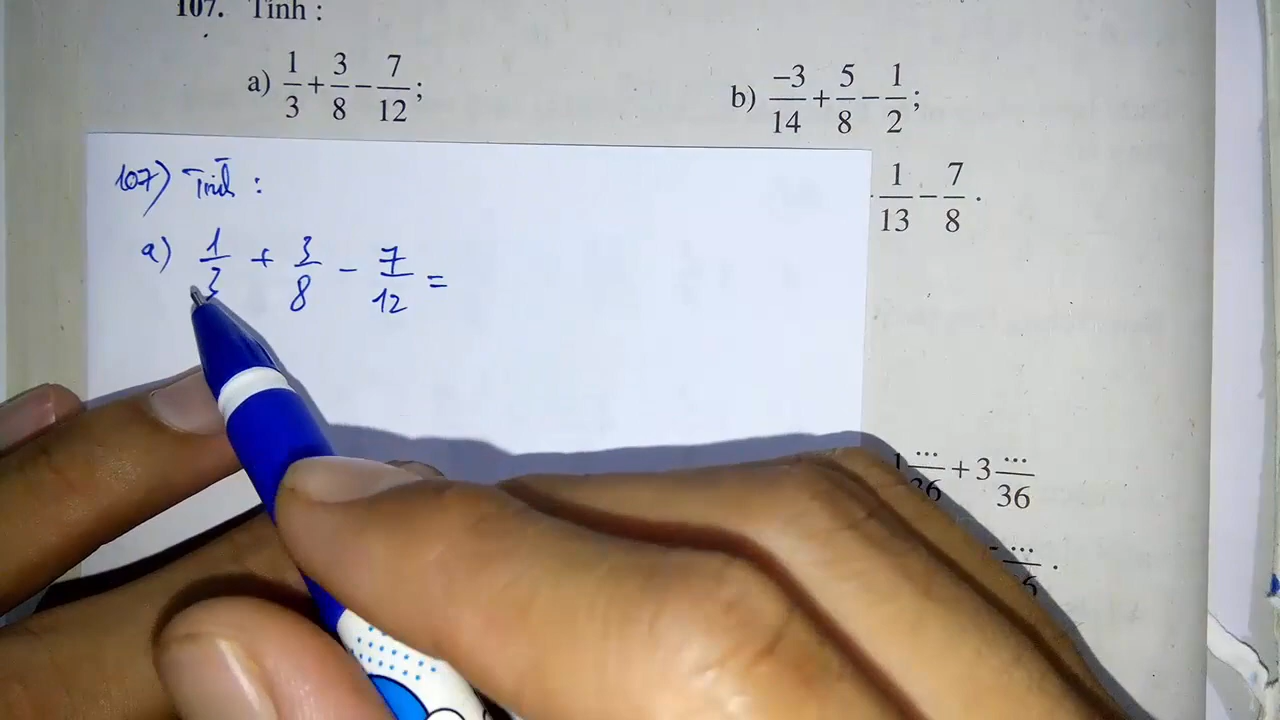 107. Tính :
a) 1/3 + 3/8 − 7/12 ;
b) −3/14 + 5/8 − 1/2 ;
107) Tính :
a) 1/3 + 3/8 − 7/12 =
1/13 − 7/8 .
.../36 + 3 .../36